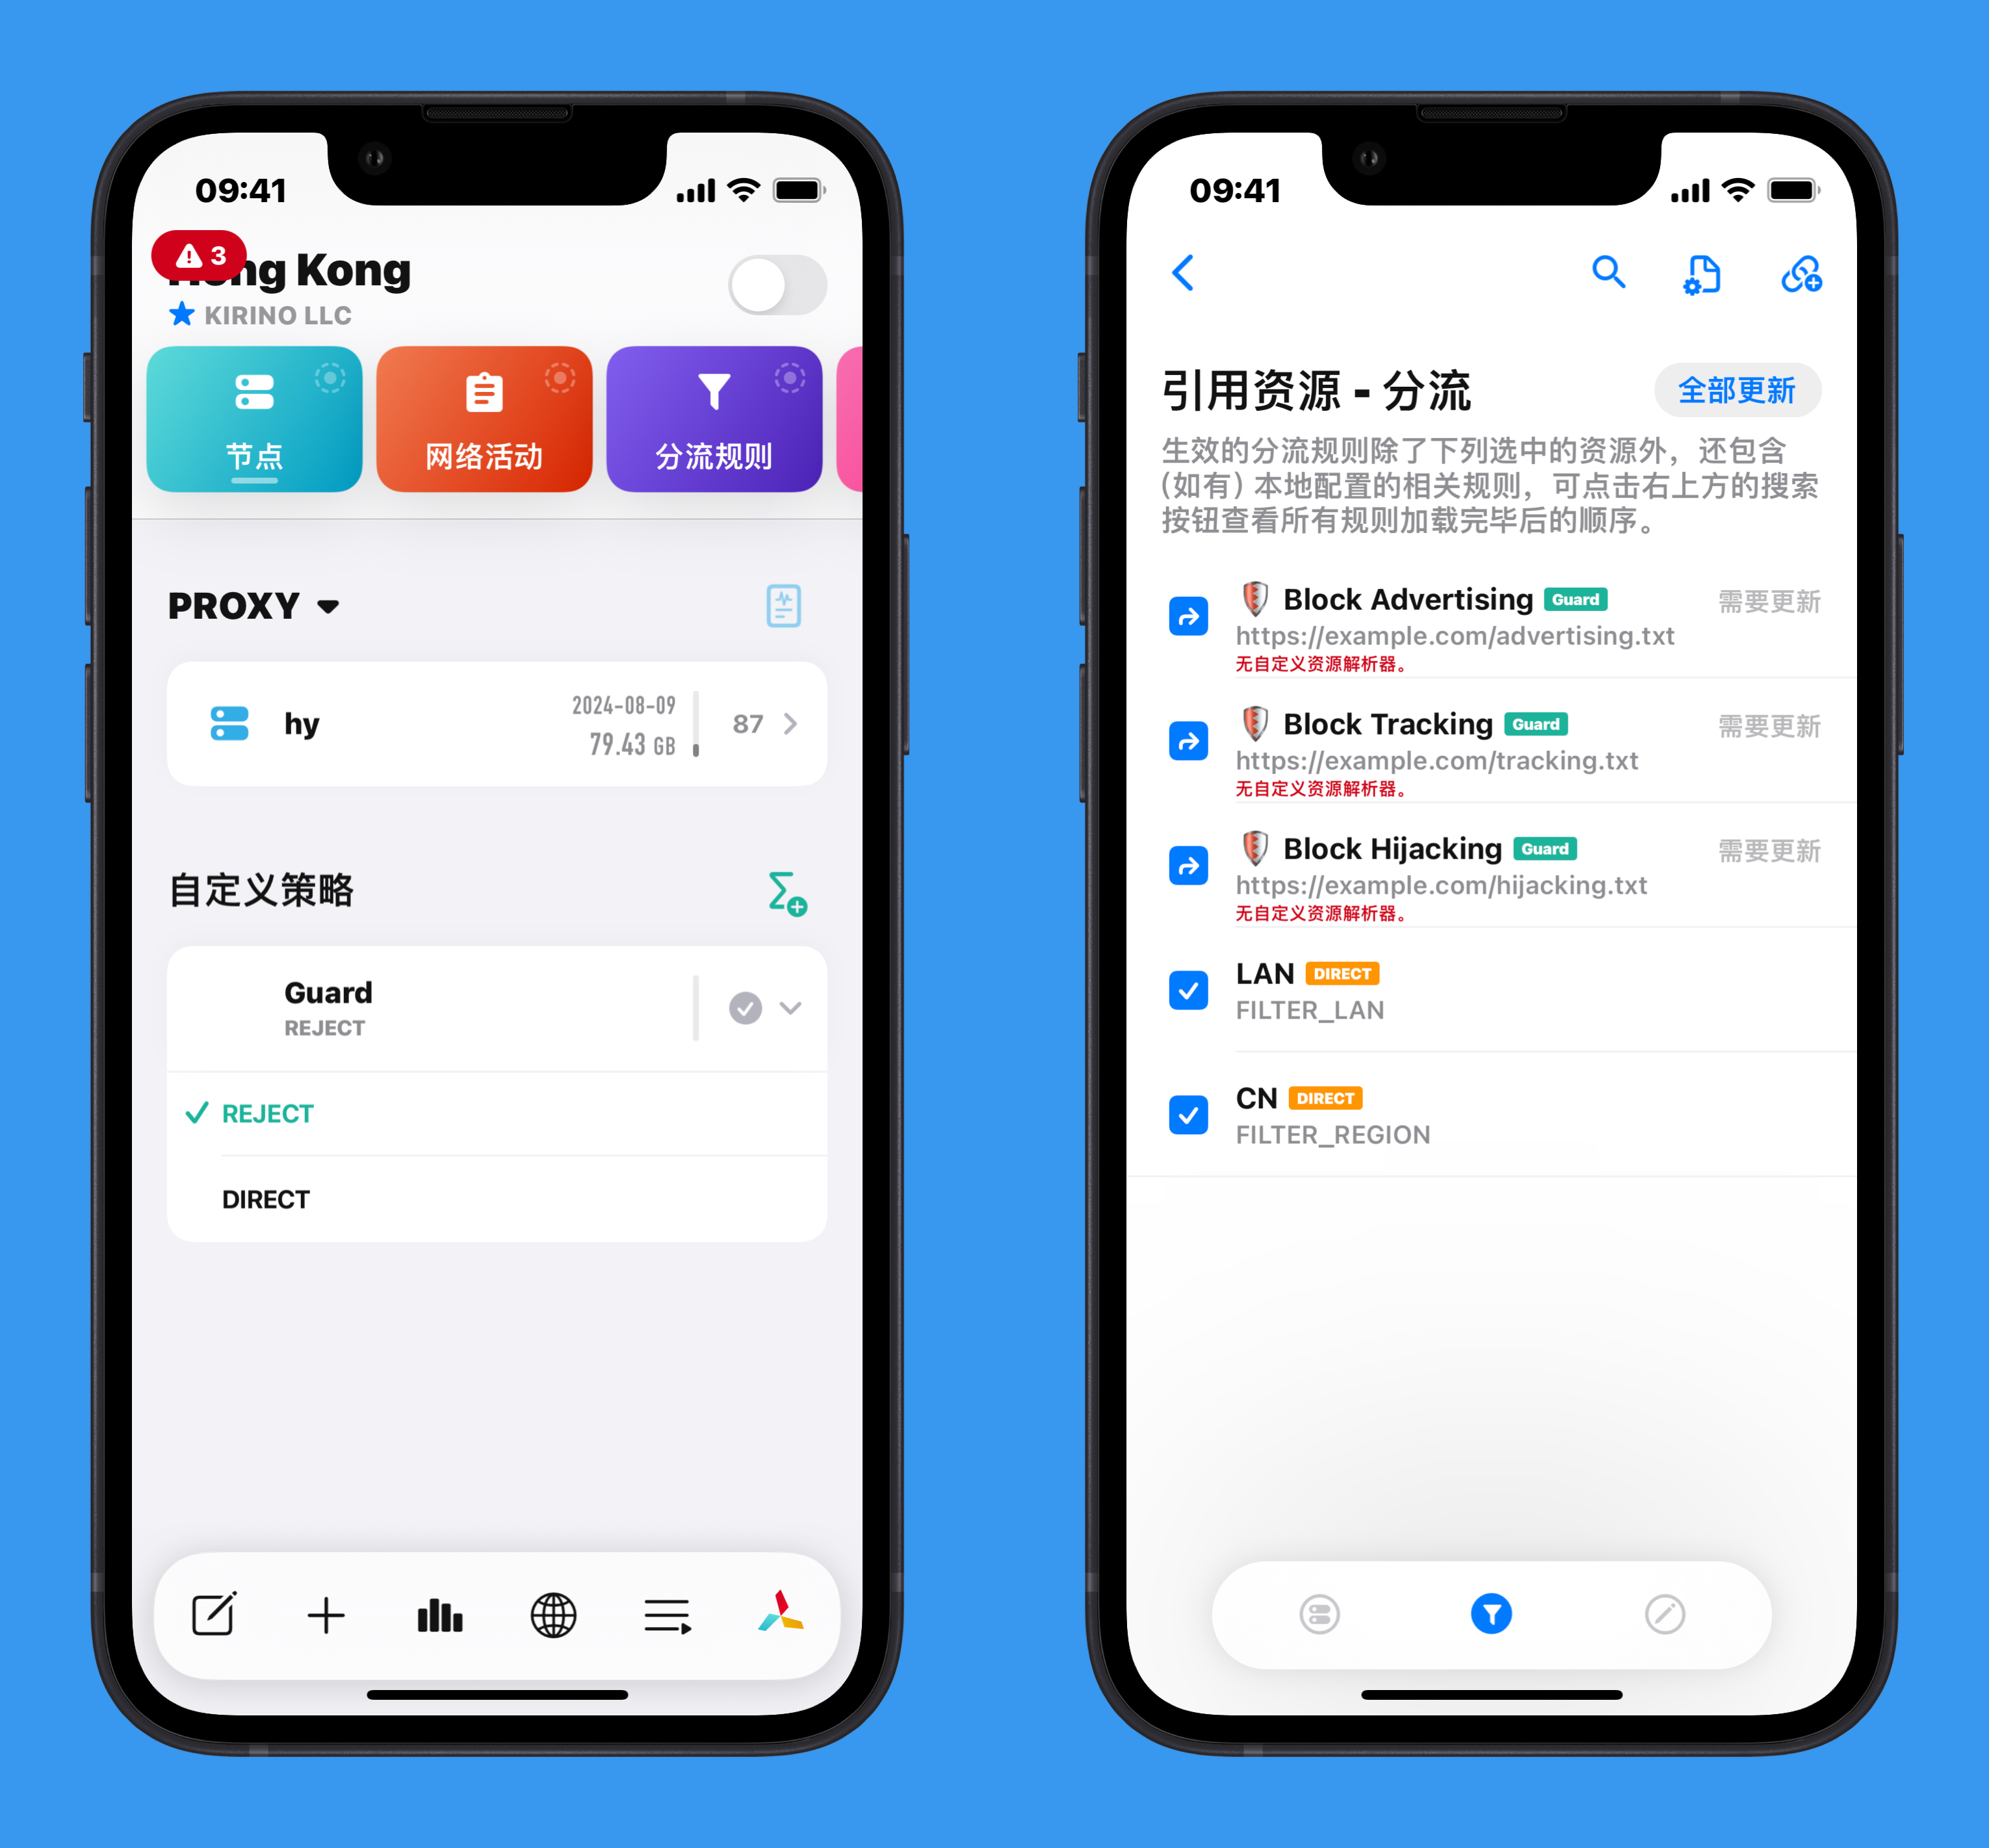 09:41
3
Hong Kong
KIRINO LLC
节点
网络活动
分流规则
PROXY
hy
2024-08-09
79.43 GB
87
自定义策略
Guard
REJECT
REJECT
DIRECT
09:41
引用资源 - 分流
全部更新
生效的分流规则除了下列选中的资源外，还包含
(如有) 本地配置的相关规则，可点击右上方的搜索
按钮查看所有规则加载完毕后的顺序。
Block Advertising Guard 需要更新
https://example.com/advertising.txt
无自定义资源解析器。
Block Tracking Guard 需要更新
https://example.com/tracking.txt
无自定义资源解析器。
Block Hijacking Guard 需要更新
https://example.com/hijacking.txt
无自定义资源解析器。
LAN DIRECT
FILTER_LAN
CN DIRECT
FILTER_REGION